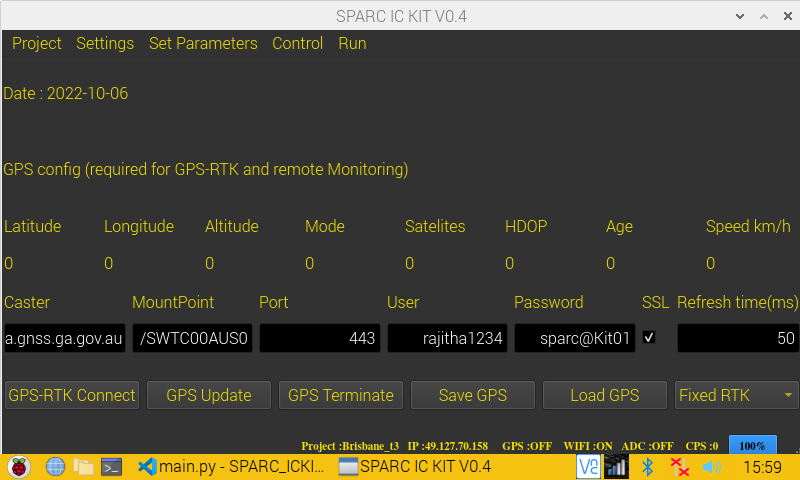 SPARC IC KIT V0.4
Project Settings Set Parameters Control Run
Date : 2022-10-06
GPS config (required for GPS-RTK and remote Monitoring)
Latitude Longitude Altitude Mode Satelites HDOP Age Speed km/h
0 0 0 0 0 0 0 0
Caster MountPoint Port User Password SSL Refresh time(ms)
a.gnss.ga.gov.au /SWTC00AUS0 443 rajitha1234 sparc@Kit01 50
GPS-RTK Connect GPS Update GPS Terminate Save GPS Load GPS Fixed RTK
Project :Brisbane_t3 IP :49.127.70.158 GPS :OFF WIFI :ON ADC :OFF CPS :0 100%
main.py - SPARC_ICKI... SPARC IC KIT V0.4 15:59